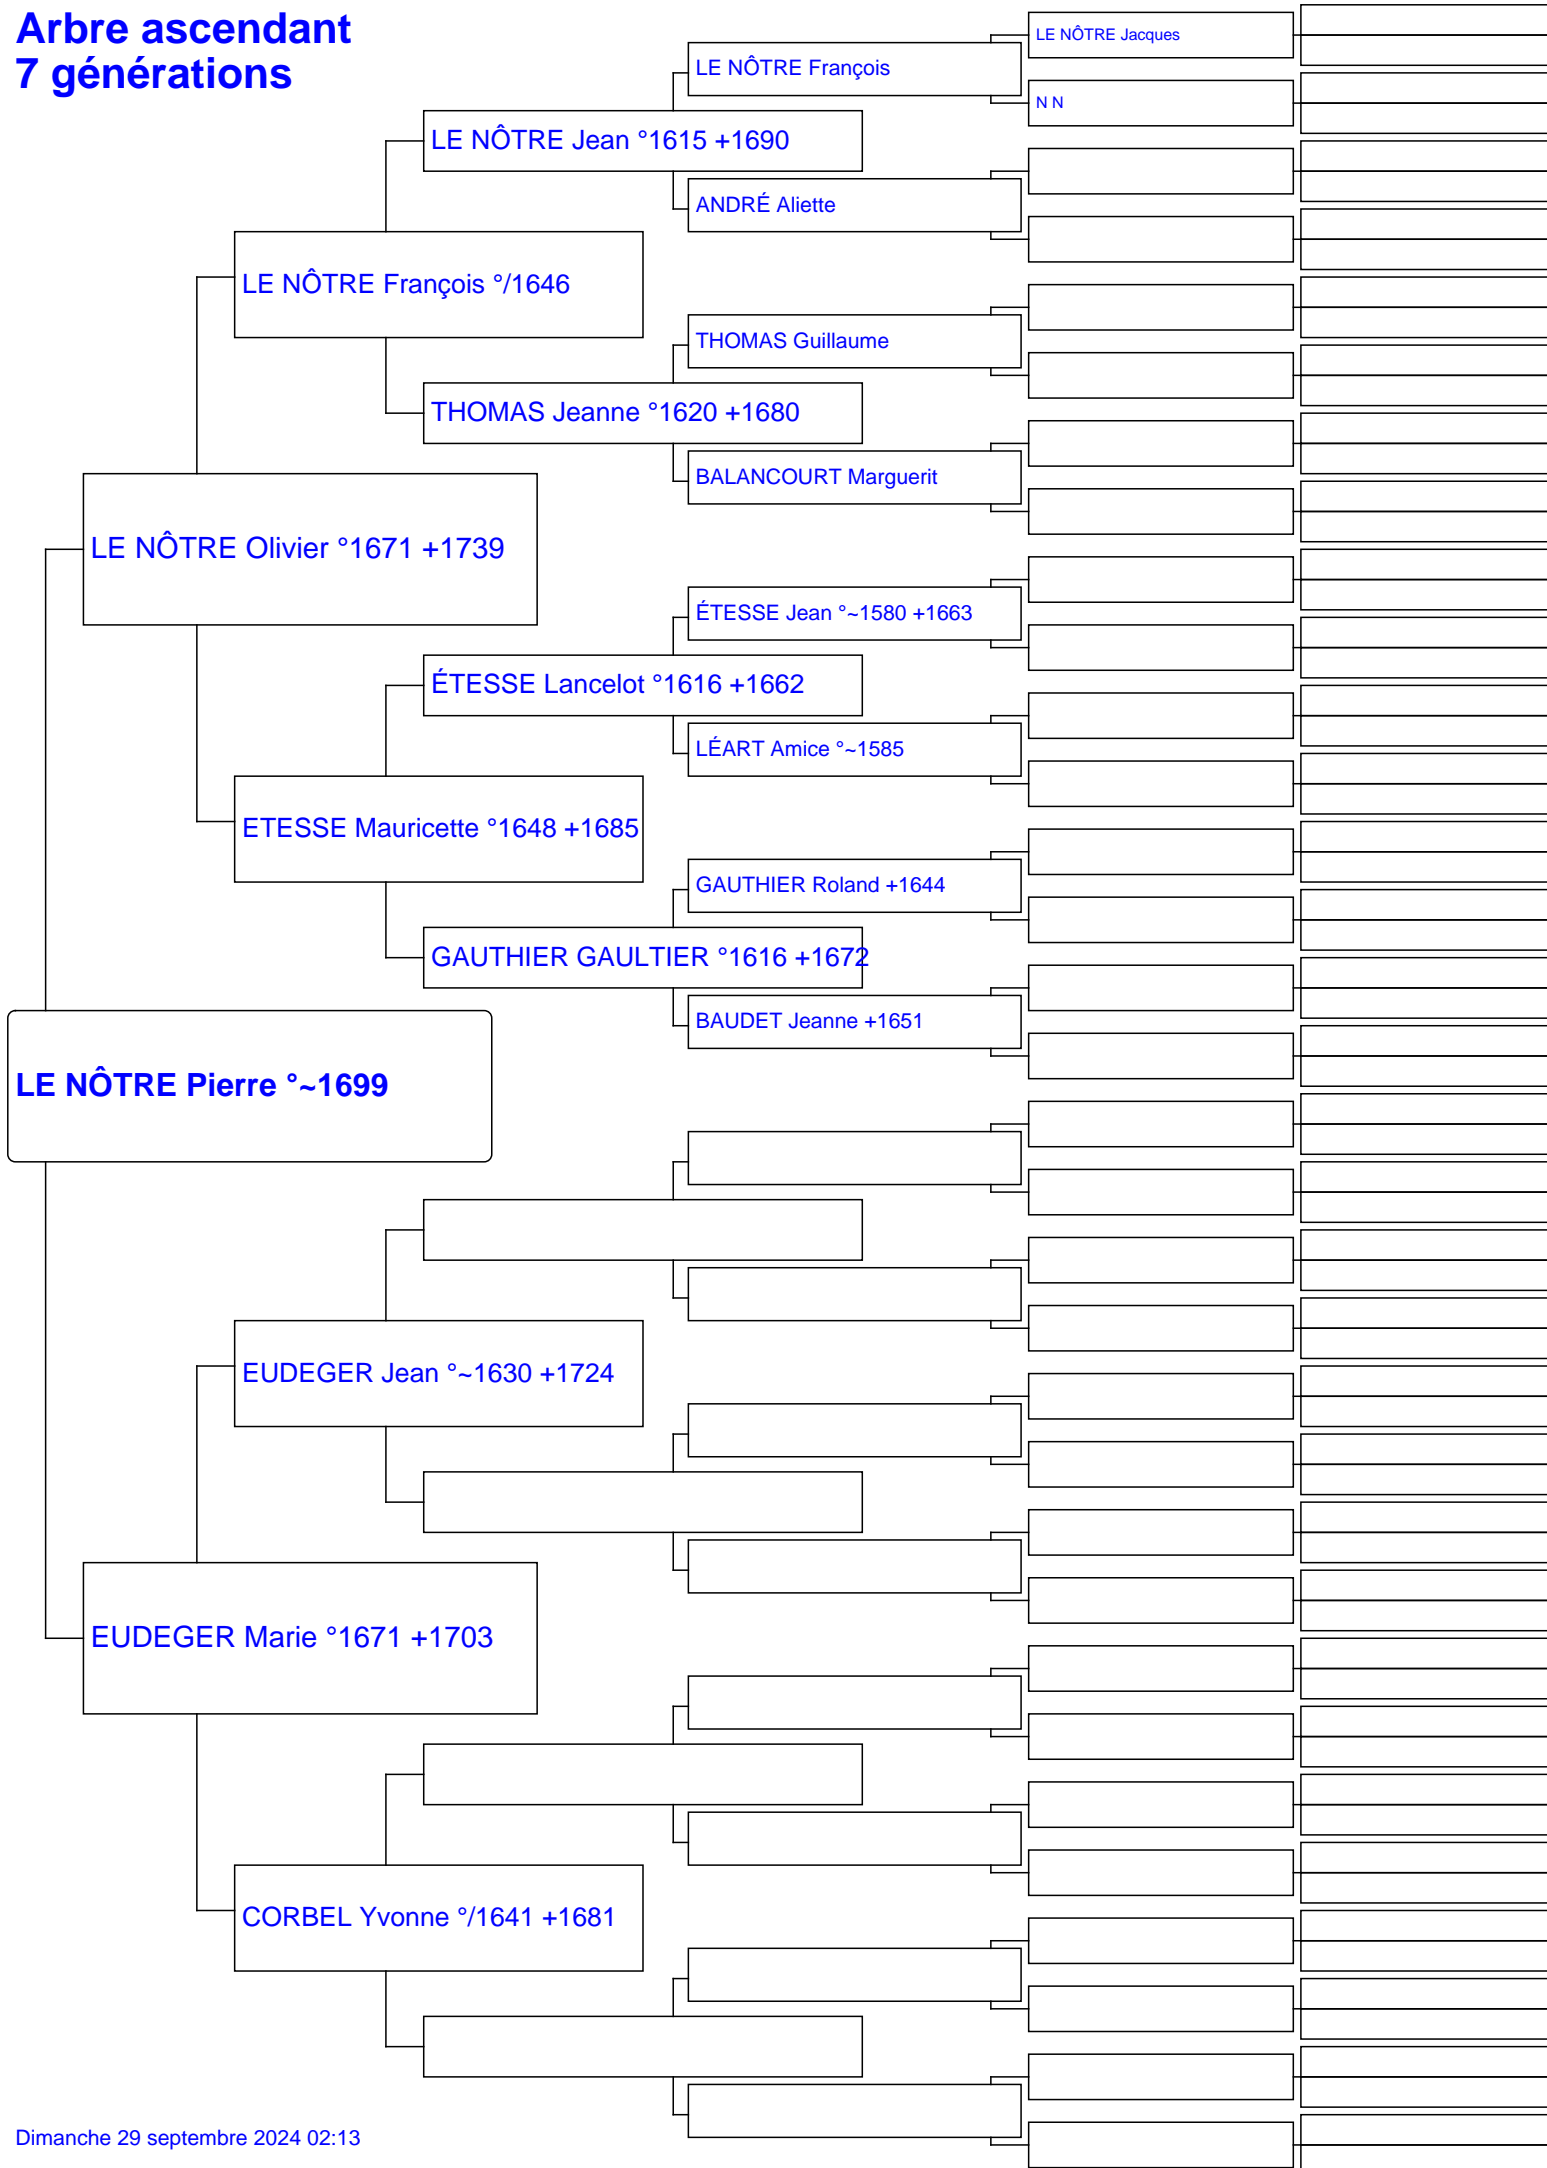 Arbre ascendant
7 générations
LE NÔTRE Jacques
LE NÔTRE François
N N
LE NÔTRE Jean °1615 +1690
ANDRÉ Aliette
LE NÔTRE François °/1646
THOMAS Guillaume
THOMAS Jeanne °1620 +1680
BALANCOURT Marguerit
LE NÔTRE Olivier °1671 +1739
ÉTESSE Jean °~1580 +1663
ÉTESSE Lancelot °1616 +1662
LÉART Amice °~1585
ETESSE Mauricette °1648 +1685
GAUTHIER Roland +1644
GAUTHIER GAULTIER °1616 +1672
BAUDET Jeanne +1651
LE NÔTRE Pierre °~1699
EUDEGER Jean °~1630 +1724
EUDEGER Marie °1671 +1703
CORBEL Yvonne °/1641 +1681
Dimanche 29 septembre 2024 02:13